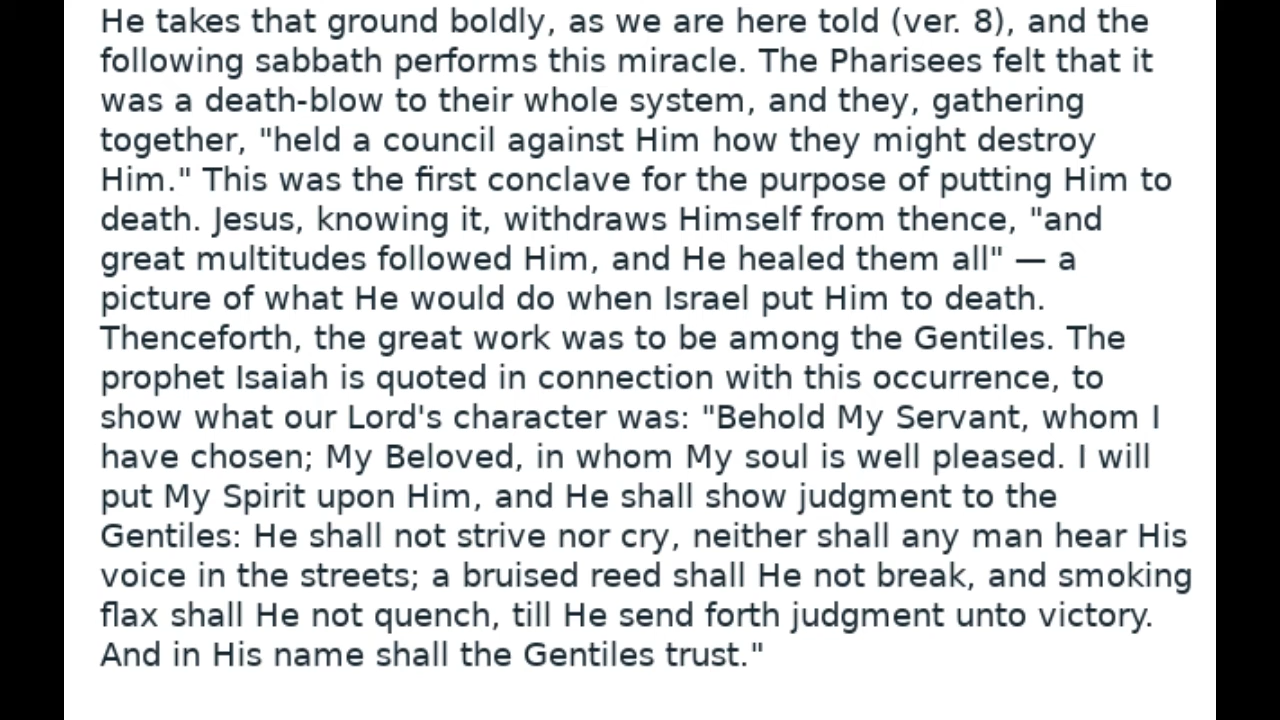 He takes that ground boldly, as we are here told (ver. 8), and the
following sabbath performs this miracle. The Pharisees felt that it
was a death-blow to their whole system, and they, gathering
together, "held a council against Him how they might destroy
Him." This was the first conclave for the purpose of putting Him to
death. Jesus, knowing it, withdraws Himself from thence, "and
great multitudes followed Him, and He healed them all" — a
picture of what He would do when Israel put Him to death.
Thenceforth, the great work was to be among the Gentiles. The
prophet Isaiah is quoted in connection with this occurrence, to
show what our Lord's character was: "Behold My Servant, whom I
have chosen; My Beloved, in whom My soul is well pleased. I will
put My Spirit upon Him, and He shall show judgment to the
Gentiles: He shall not strive nor cry, neither shall any man hear His
voice in the streets; a bruised reed shall He not break, and smoking
flax shall He not quench, till He send forth judgment unto victory.
And in His name shall the Gentiles trust."